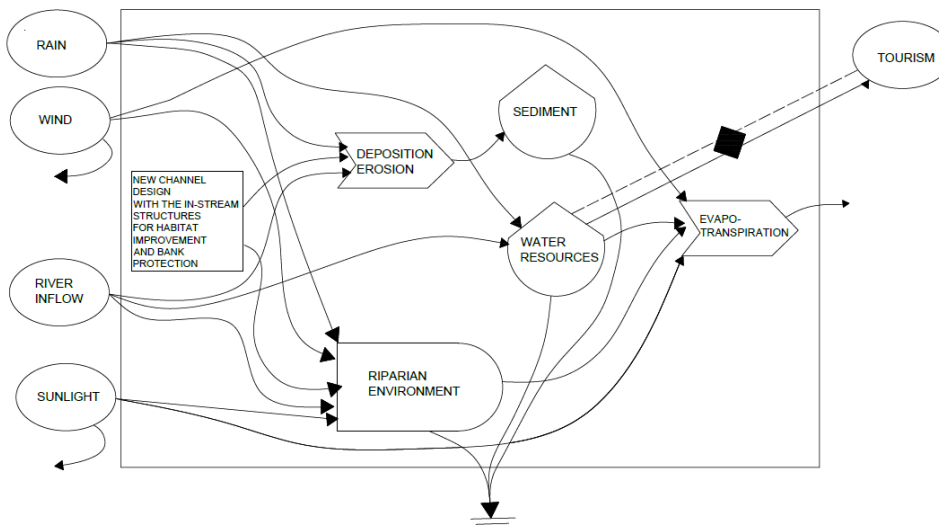 RAIN
TOURISM
SEDIMENT
WIND
DEPOSITION
EROSION
NEW CHANNEL
DESIGN
WITH THE IN-STREAM
STRUCTURES
FOR HABITAT
IMPROVEMENT
AND BANK
PROTECTION
EVAPO-
TRANSPIRATION
WATER
RESOURCES
RIVER
INFLOW
RIPARIAN
ENVIRONMENT
SUNLIGHT